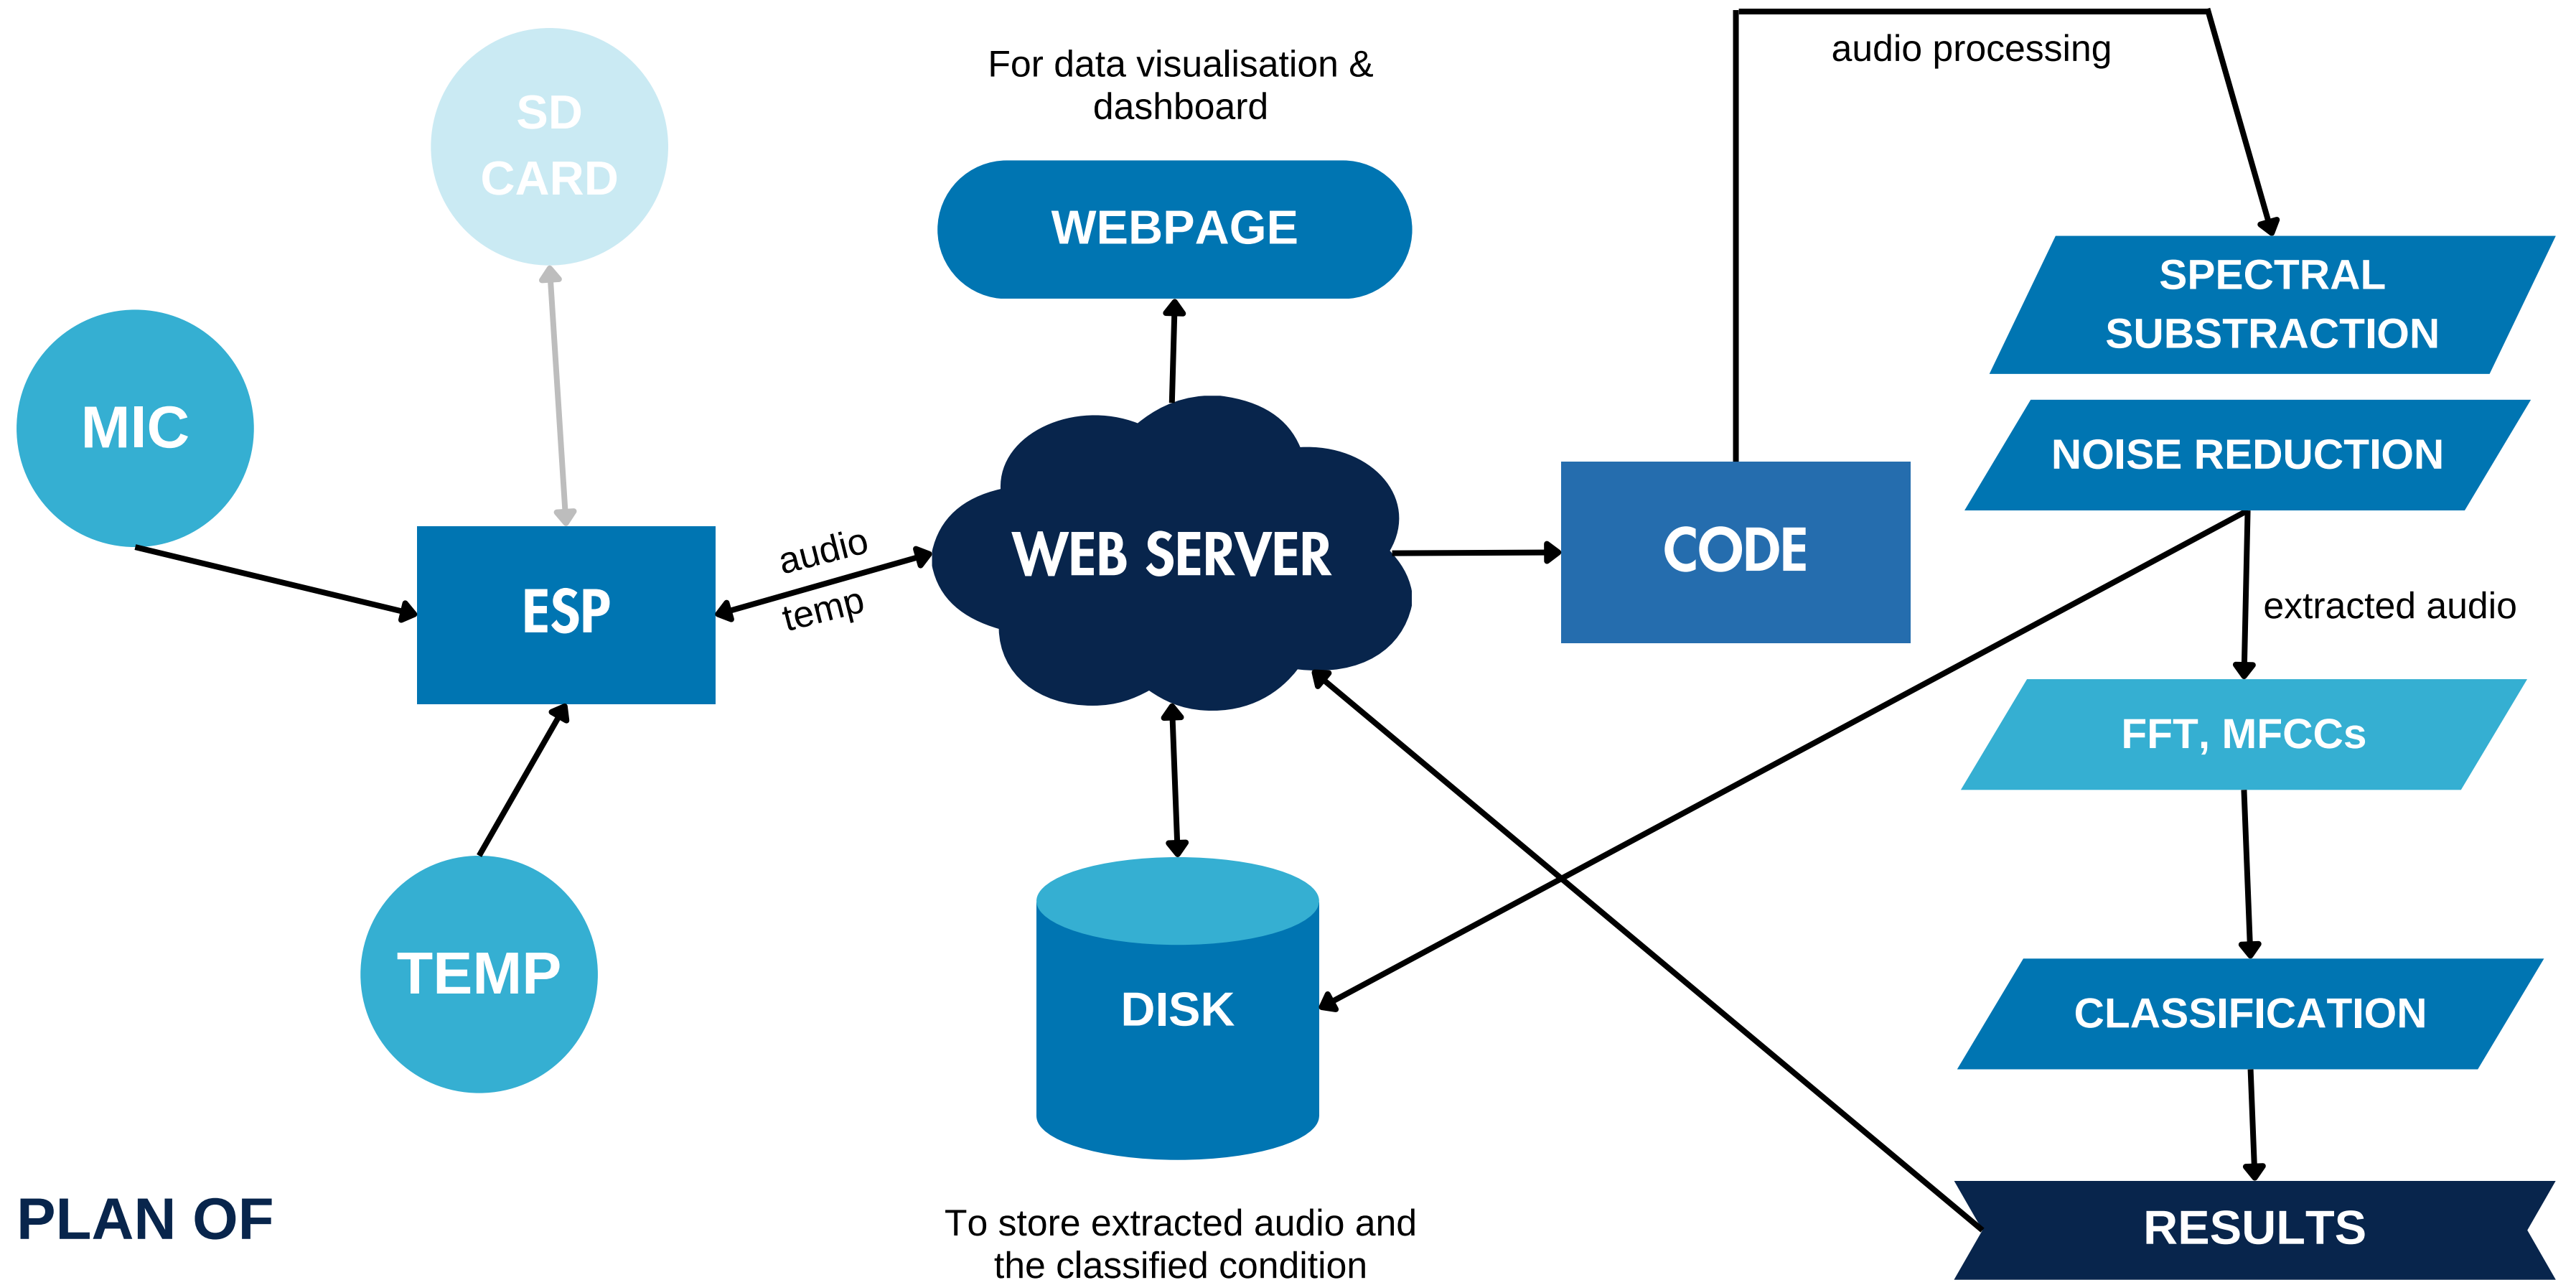 SD
CARD
MIC
ESP
TEMP
audio
temp
For data visualisation &
dashboard
WEBPAGE
WEB SERVER
DISK
To store extracted audio and
the classified condition
CODE
audio processing
SPECTRAL
SUBSTRACTION
NOISE REDUCTION
extracted audio
FFT, MFCCs
CLASSIFICATION
RESULTS
PLAN OF